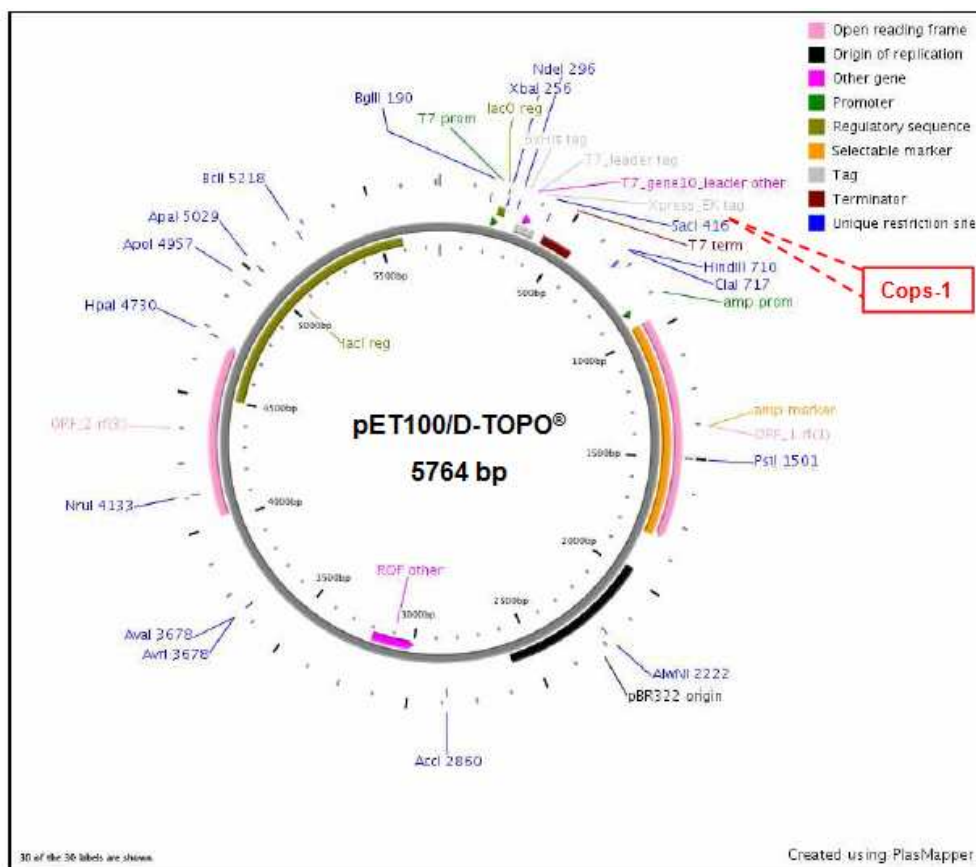 Open reading frame
Origin of replication
Other gene
Promoter
Regulatory sequence
Selectable marker
Tag
Terminator
Unique restriction site
NdeI 296
XbaI 256
BglII 190
lacO reg
T7 prom
6xHis tag
T7_leader tag
T7_gene10_leader other
Xpress_EK tag
SacI 416
T7 term
HindIII 710
ClaI 717
amp prom
Cops-1
BclI 5218
ApaI 5029
ApoI 4957
HpaI 4730
lacI reg
5500bp
500bp
5000bp
1000bp
4500bp
pET100/D-TOPO®
5764 bp
ORF_2 rf(3)
amp marker
ORF_1 rf(3)
PstI 1501
1500bp
NruI 4133
4000bp
2000bp
ROP other
3500bp
2500bp
3000bp
AvaI 3678
AvrI 3678
AlwNI 2222
pBR322 origin
AccI 2860
30 of the 30 labels are shown.
Created using PlasMapper